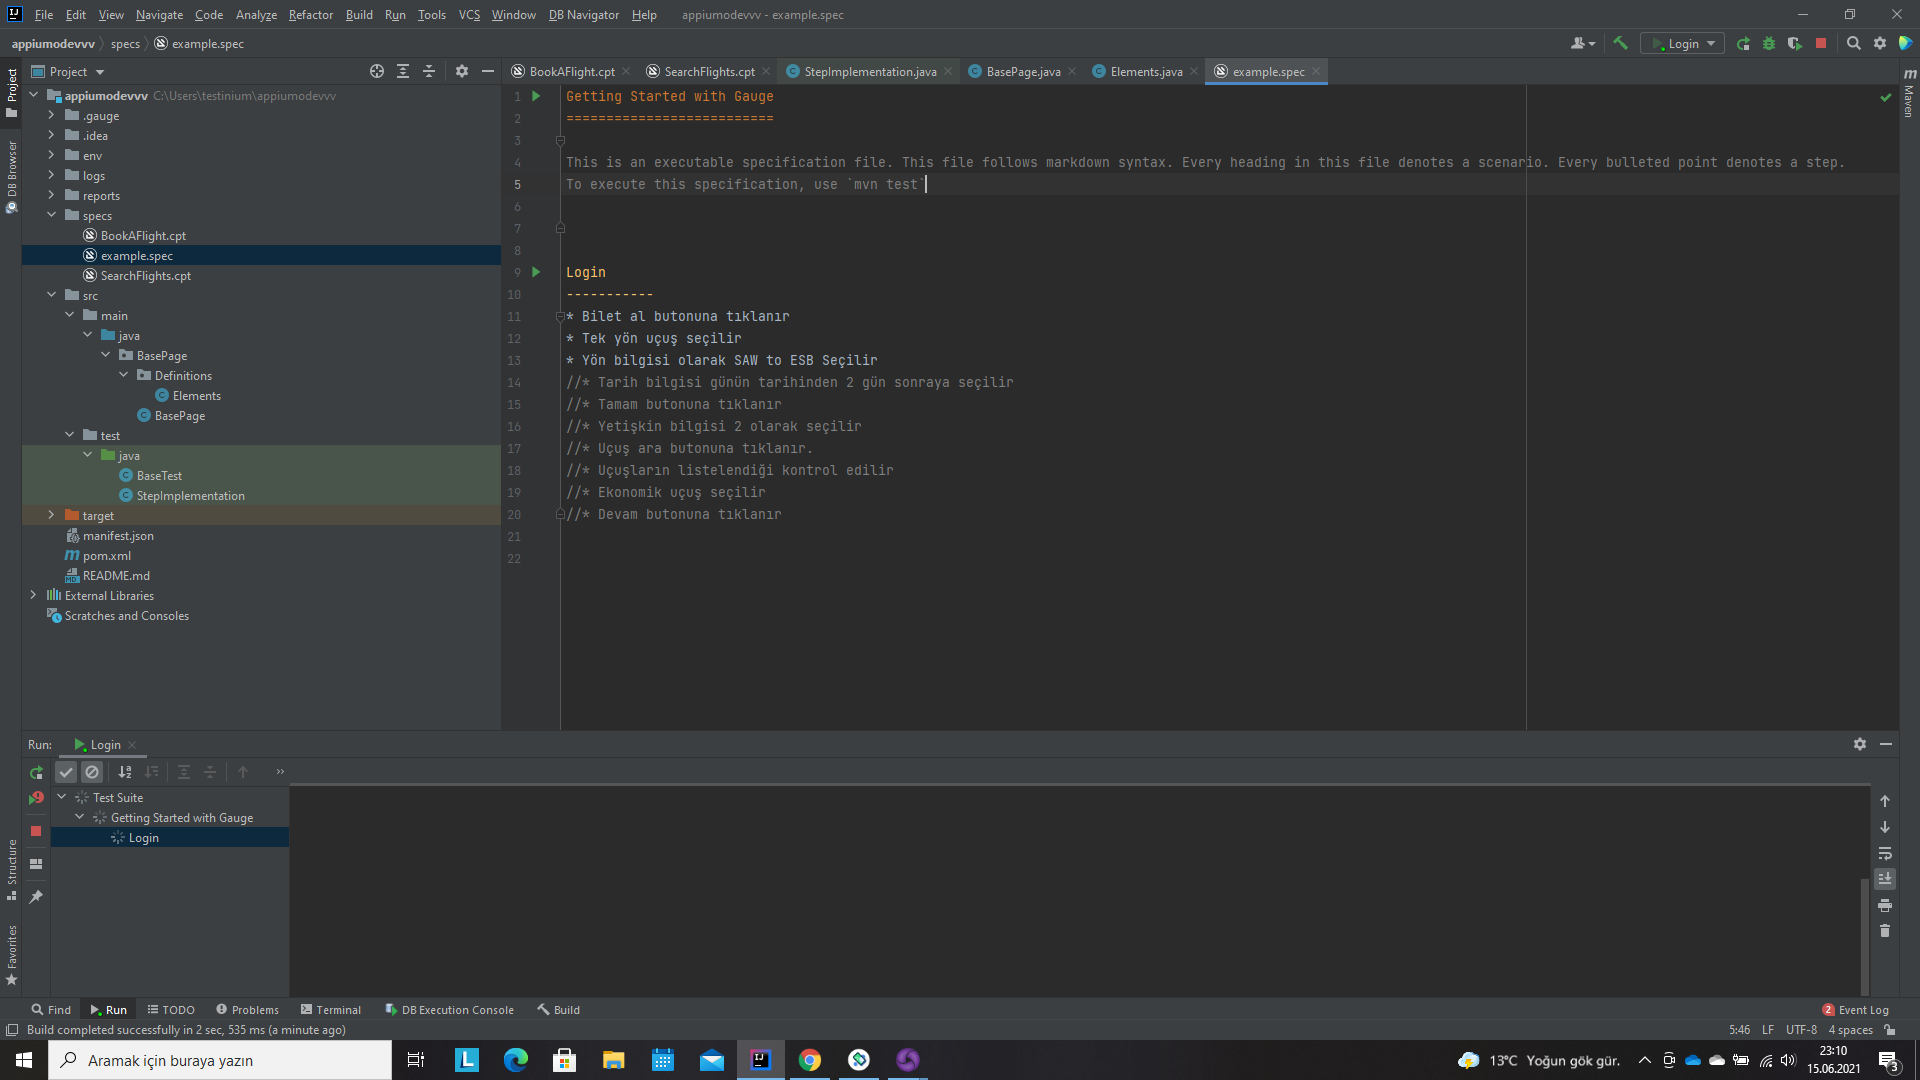 File Edit View Navigate Code Analyze Refactor Build Run Tools VCS Window DB Navigator Help appiumodevvv - example.spec
appiumodevvv specs example.spec
Login
Project
BookAFlight.cpt SearchFlights.cpt StepImplementation.java BasePage.java Elements.java example.spec
Project
DB Browser
Structure
Favorites
Maven
appiumodevvv C:\Users\testinium\appiumodevvv
.gauge
.idea
env
logs
reports
specs
BookAFlight.cpt
example.spec
SearchFlights.cpt
src
main
java
BasePage
Definitions
Elements
BasePage
test
java
BaseTest
StepImplementation
target
manifest.json
pom.xml
README.md
External Libraries
Scratches and Consoles
1 Getting Started with Gauge
2 ==========================
3
4 This is an executable specification file. This file follows markdown syntax. Every heading in this file denotes a scenario. Every bulleted point denotes a step.
5 To execute this specification, use `mvn test`
6
7
8
9 Login
10 -----------
11 * Bilet al butonuna tıklanır
12 * Tek yön uçuş seçilir
13 * Yön bilgisi olarak SAW to ESB Seçilir
14 //* Tarih bilgisi günün tarihinden 2 gün sonraya seçilir
15 //* Tamam butonuna tıklanır
16 //* Yetişkin bilgisi 2 olarak seçilir
17 //* Uçuş ara butonuna tıklanır.
18 //* Uçuşların listelendiği kontrol edilir
19 //* Ekonomik uçuş seçilir
20 //* Devam butonuna tıklanır
21
22
Run: Login
Test Suite
Getting Started with Gauge
Login
Find Run TODO Problems Terminal DB Execution Console Build 2 Event Log
Build completed successfully in 2 sec, 535 ms (a minute ago) 5:46 LF UTF-8 4 spaces
Aramak için buraya yazın
13°C Yoğun gök gür.
23:10
15.06.2021
3